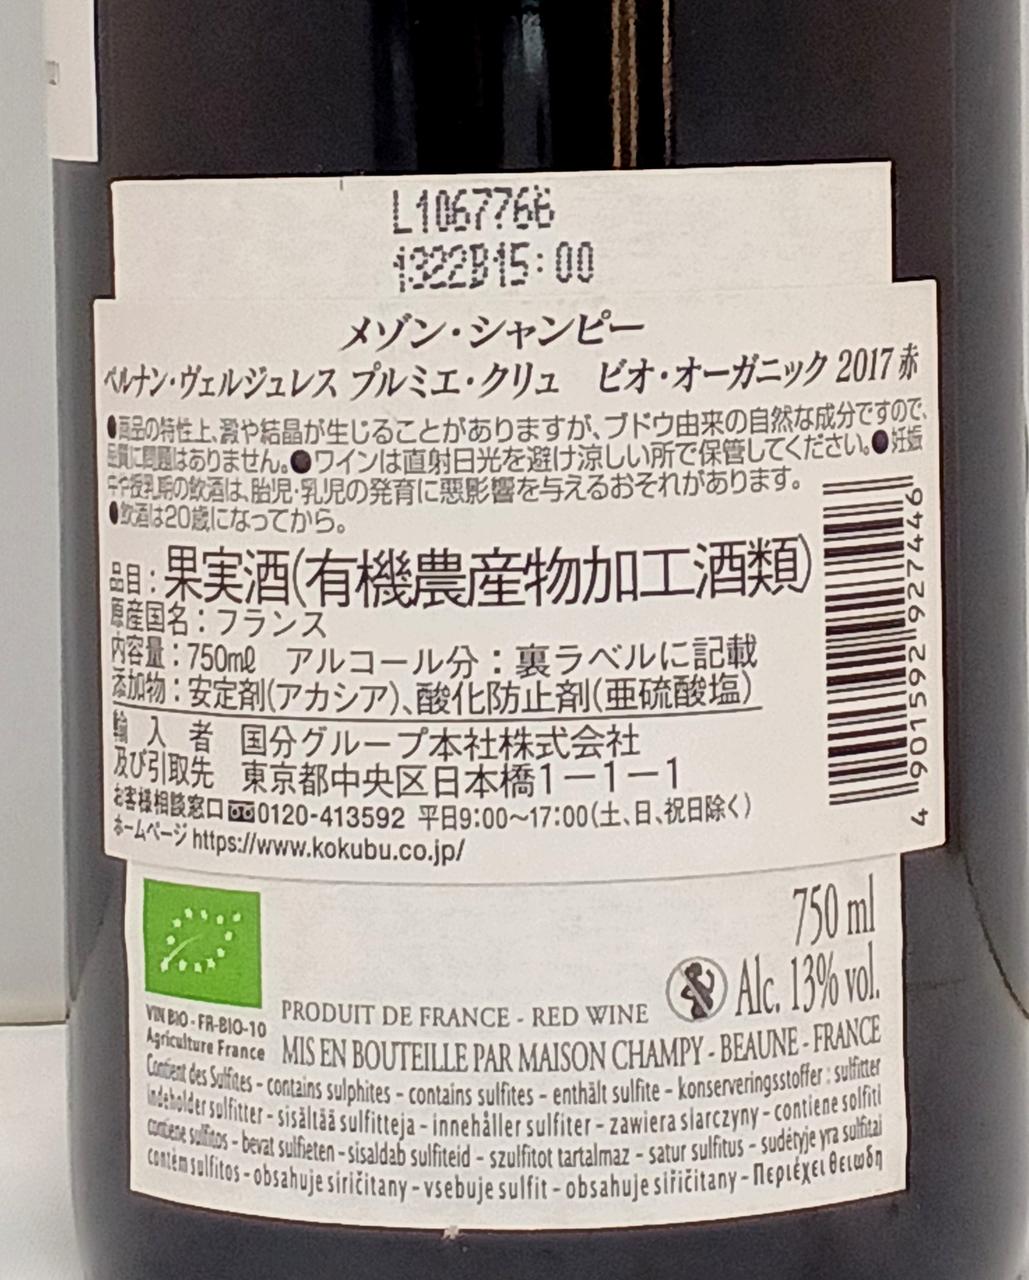 L1067766
1322B15:00
メゾン・シャンピー
ペルナン・ヴェルジュレス プルミエ・クリュ ビオ・オーガニック 2017 赤
●商品の特性上、澱や結晶が生じることがありますが、ブドウ由来の自然な成分ですので、
品質に問題はありません。●ワインは直射日光を避け涼しい所で保管してください。●妊娠
中や授乳期の飲酒は、胎児・乳児の発育に悪影響を与えるおそれがあります。
●飲酒は20歳になってから。
品目：果実酒(有機農産物加工酒類)
原産国名：フランス
内容量：750mℓ アルコール分：裏ラベルに記載
添加物：安定剤(アカシア)、酸化防止剤(亜硫酸塩)
輸入者 国分グループ本社株式会社
及び引取先 東京都中央区日本橋1－1－1
お客様相談窓口 0120-413592 平日9:00～17:00(土、日、祝日除く)
ホームページ https://www.kokubu.co.jp/
4 901592 927446
750 ml
Alc. 13% vol.
VIN BIO - FR-BIO-10
Agriculture France
PRODUIT DE FRANCE - RED WINE
MIS EN BOUTEILLE PAR MAISON CHAMPY - BEAUNE - FRANCE
Contient des Sulfites - contains sulphites - contains sulfites - enthält sulfite - konserveringsstoffer : sulfitter
indeholder sulfitter - sisältää sulfitteja - innehåller sulfiter - zawiera siarczyny - contiene solfiti
contiene sulfitos - bevat sulfieten - sisaldab sulfiteid - szulfitot tartalmaz - satur sulfitus - sudėtyje yra sulfitai
contém sulfitos - obsahuje siričitany - vsebuje sulfit - obsahuje siřičitany - Περιέχει θειωδη